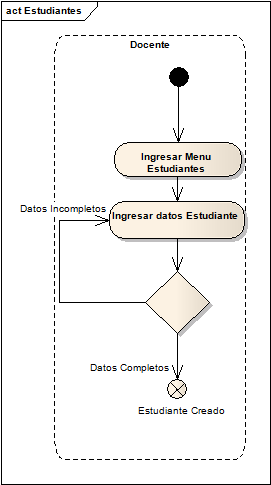 act Estudiantes
Docente
Ingresar Menu
Estudiantes
Datos Incompletos
Ingresar datos Estudiante
Datos Completos
Estudiante Creado